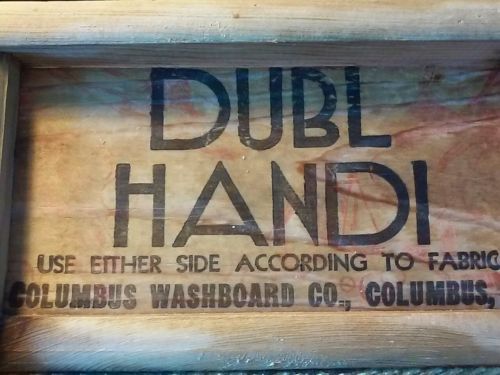 DUBL
HANDI
USE EITHER SIDE ACCORDING TO FABRIC
COLUMBUS WASHBOARD CO., COLUMBUS,